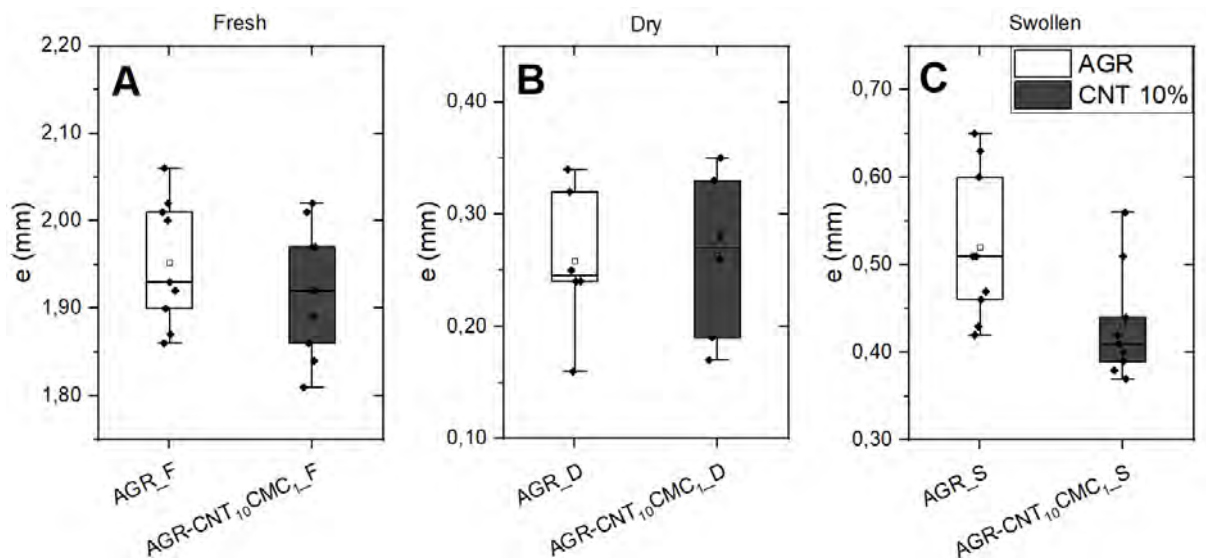 Fresh
Dry
Swollen
A
B
C
AGR
CNT 10%
e (mm)
2,20
2,10
2,00
1,90
1,80
e (mm)
0,40
0,30
0,20
0,10
e (mm)
0,70
0,60
0,50
0,40
0,30
AGR_F
AGR-CNT₁₀CMC₁_F
AGR_D
AGR-CNT₁₀CMC₁_D
AGR_S
AGR-CNT₁₀CMC₁_S